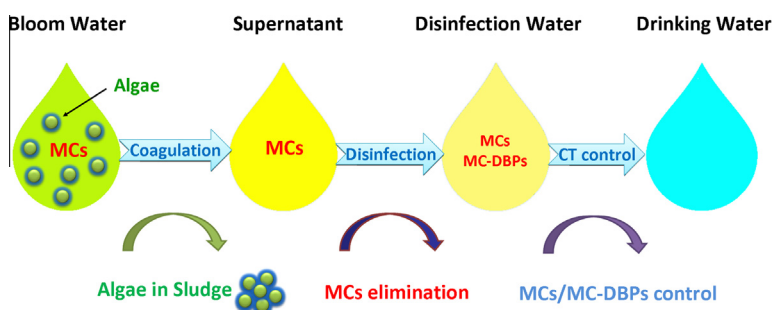 Bloom Water
Supernatant
Disinfection Water
Drinking Water
Algae
MCs
Coagulation
MCs
Disinfection
MCs
MC-DBPs
CT control
Algae in Sludge
MCs elimination
MCs/MC-DBPs control